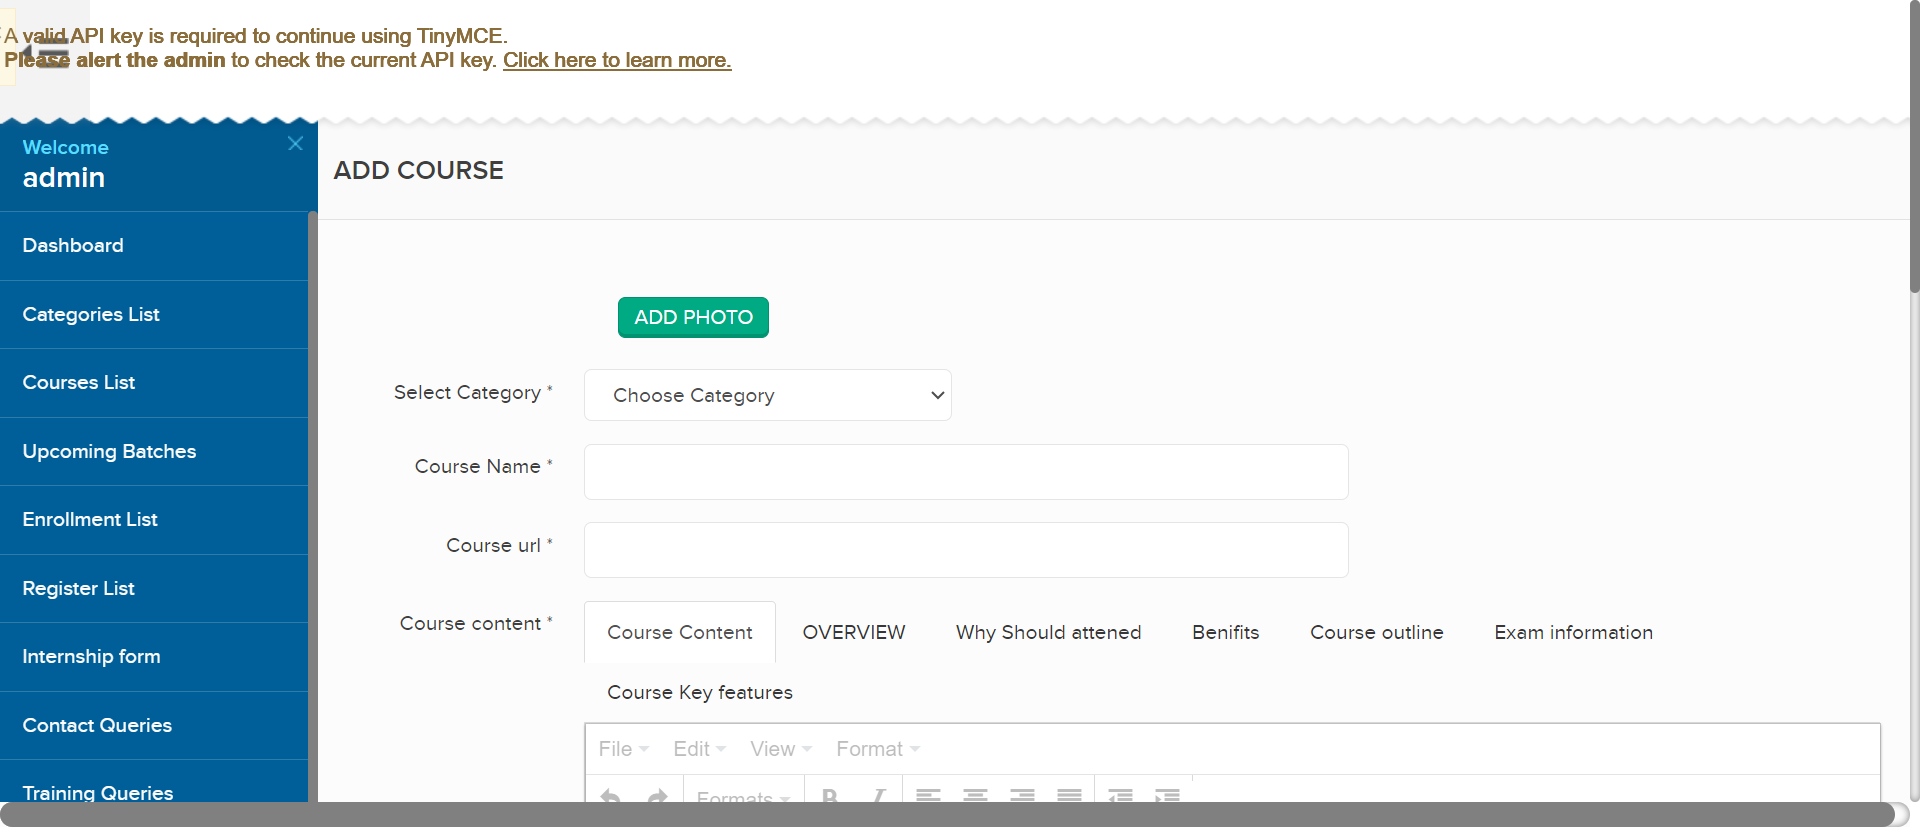 A valid API key is required to continue using TinyMCE.
Please alert the admin to check the current API key. Click here to learn more.
Welcome
admin
Dashboard
Categories List
Courses List
Upcoming Batches
Enrollment List
Register List
Internship form
Contact Queries
Training Queries
ADD COURSE
ADD PHOTO
Select Category * Choose Category
Course Name *
Course url *
Course content * Course Content OVERVIEW Why Should attened Benifits Course outline Exam information
Course Key features
File Edit View Format
Formats B I